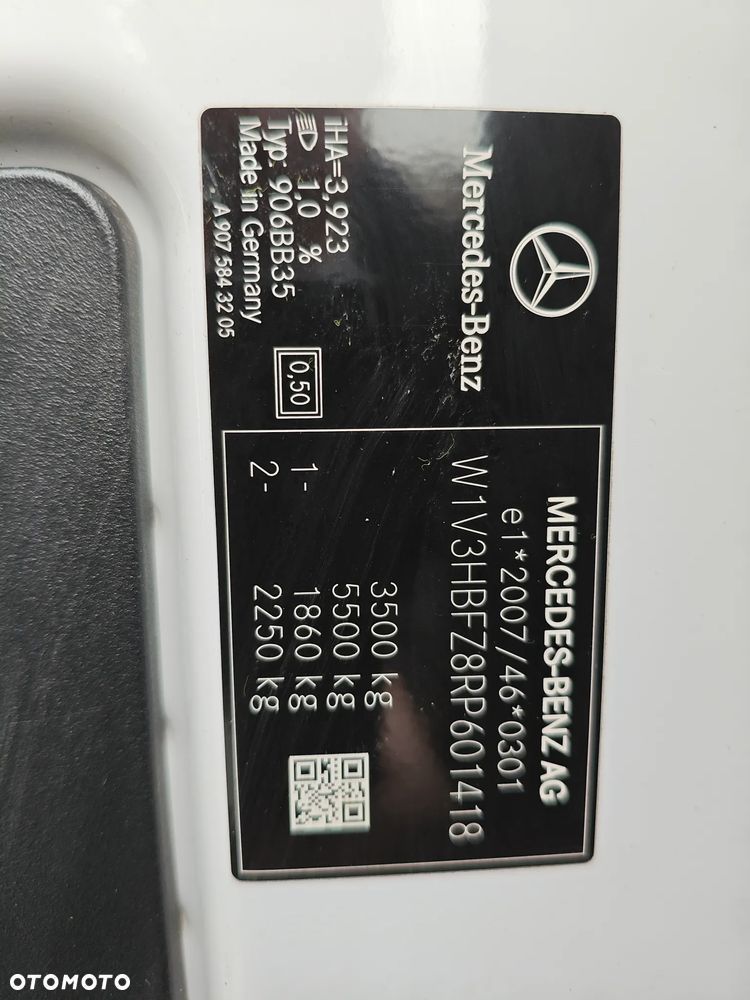 Mercedes-Benz
iHA=3,923
1,0 %
Typ: 906BB35
Made in Germany
A 907 584 32 05
0,50
MERCEDES-BENZ AG
e1*2007/46*0301
W1V3HBFZ8RP601418
3500 kg
5500 kg
1- 1860 kg
2- 2250 kg
OTOMOTO